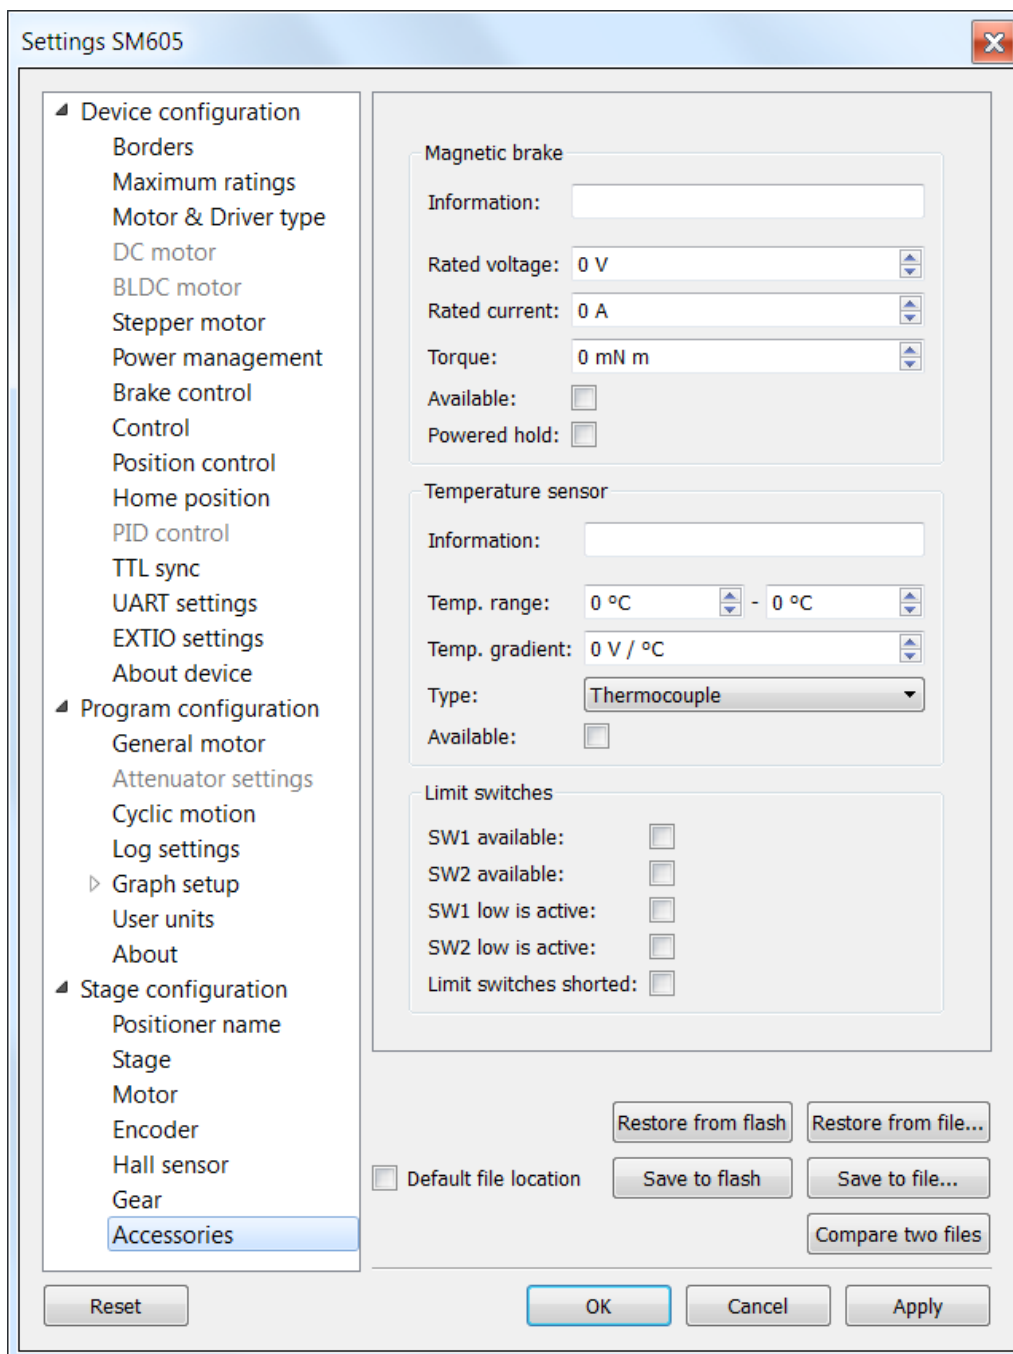 Settings SM605
Device configuration
Borders
Maximum ratings
Motor & Driver type
DC motor
BLDC motor
Stepper motor
Power management
Brake control
Control
Position control
Home position
PID control
TTL sync
UART settings
EXTIO settings
About device
Program configuration
General motor
Attenuator settings
Cyclic motion
Log settings
Graph setup
User units
About
Stage configuration
Positioner name
Stage
Motor
Encoder
Hall sensor
Gear
Accessories
Magnetic brake
Information:
Rated voltage: 0 V
Rated current: 0 A
Torque: 0 mN m
Available:
Powered hold:
Temperature sensor
Information:
Temp. range: 0 ºC - 0 ºC
Temp. gradient: 0 V / ºC
Type: Thermocouple
Available:
Limit switches
SW1 available:
SW2 available:
SW1 low is active:
SW2 low is active:
Limit switches shorted:
Restore from flash Restore from file...
Default file location Save to flash Save to file...
Compare two files
Reset OK Cancel Apply